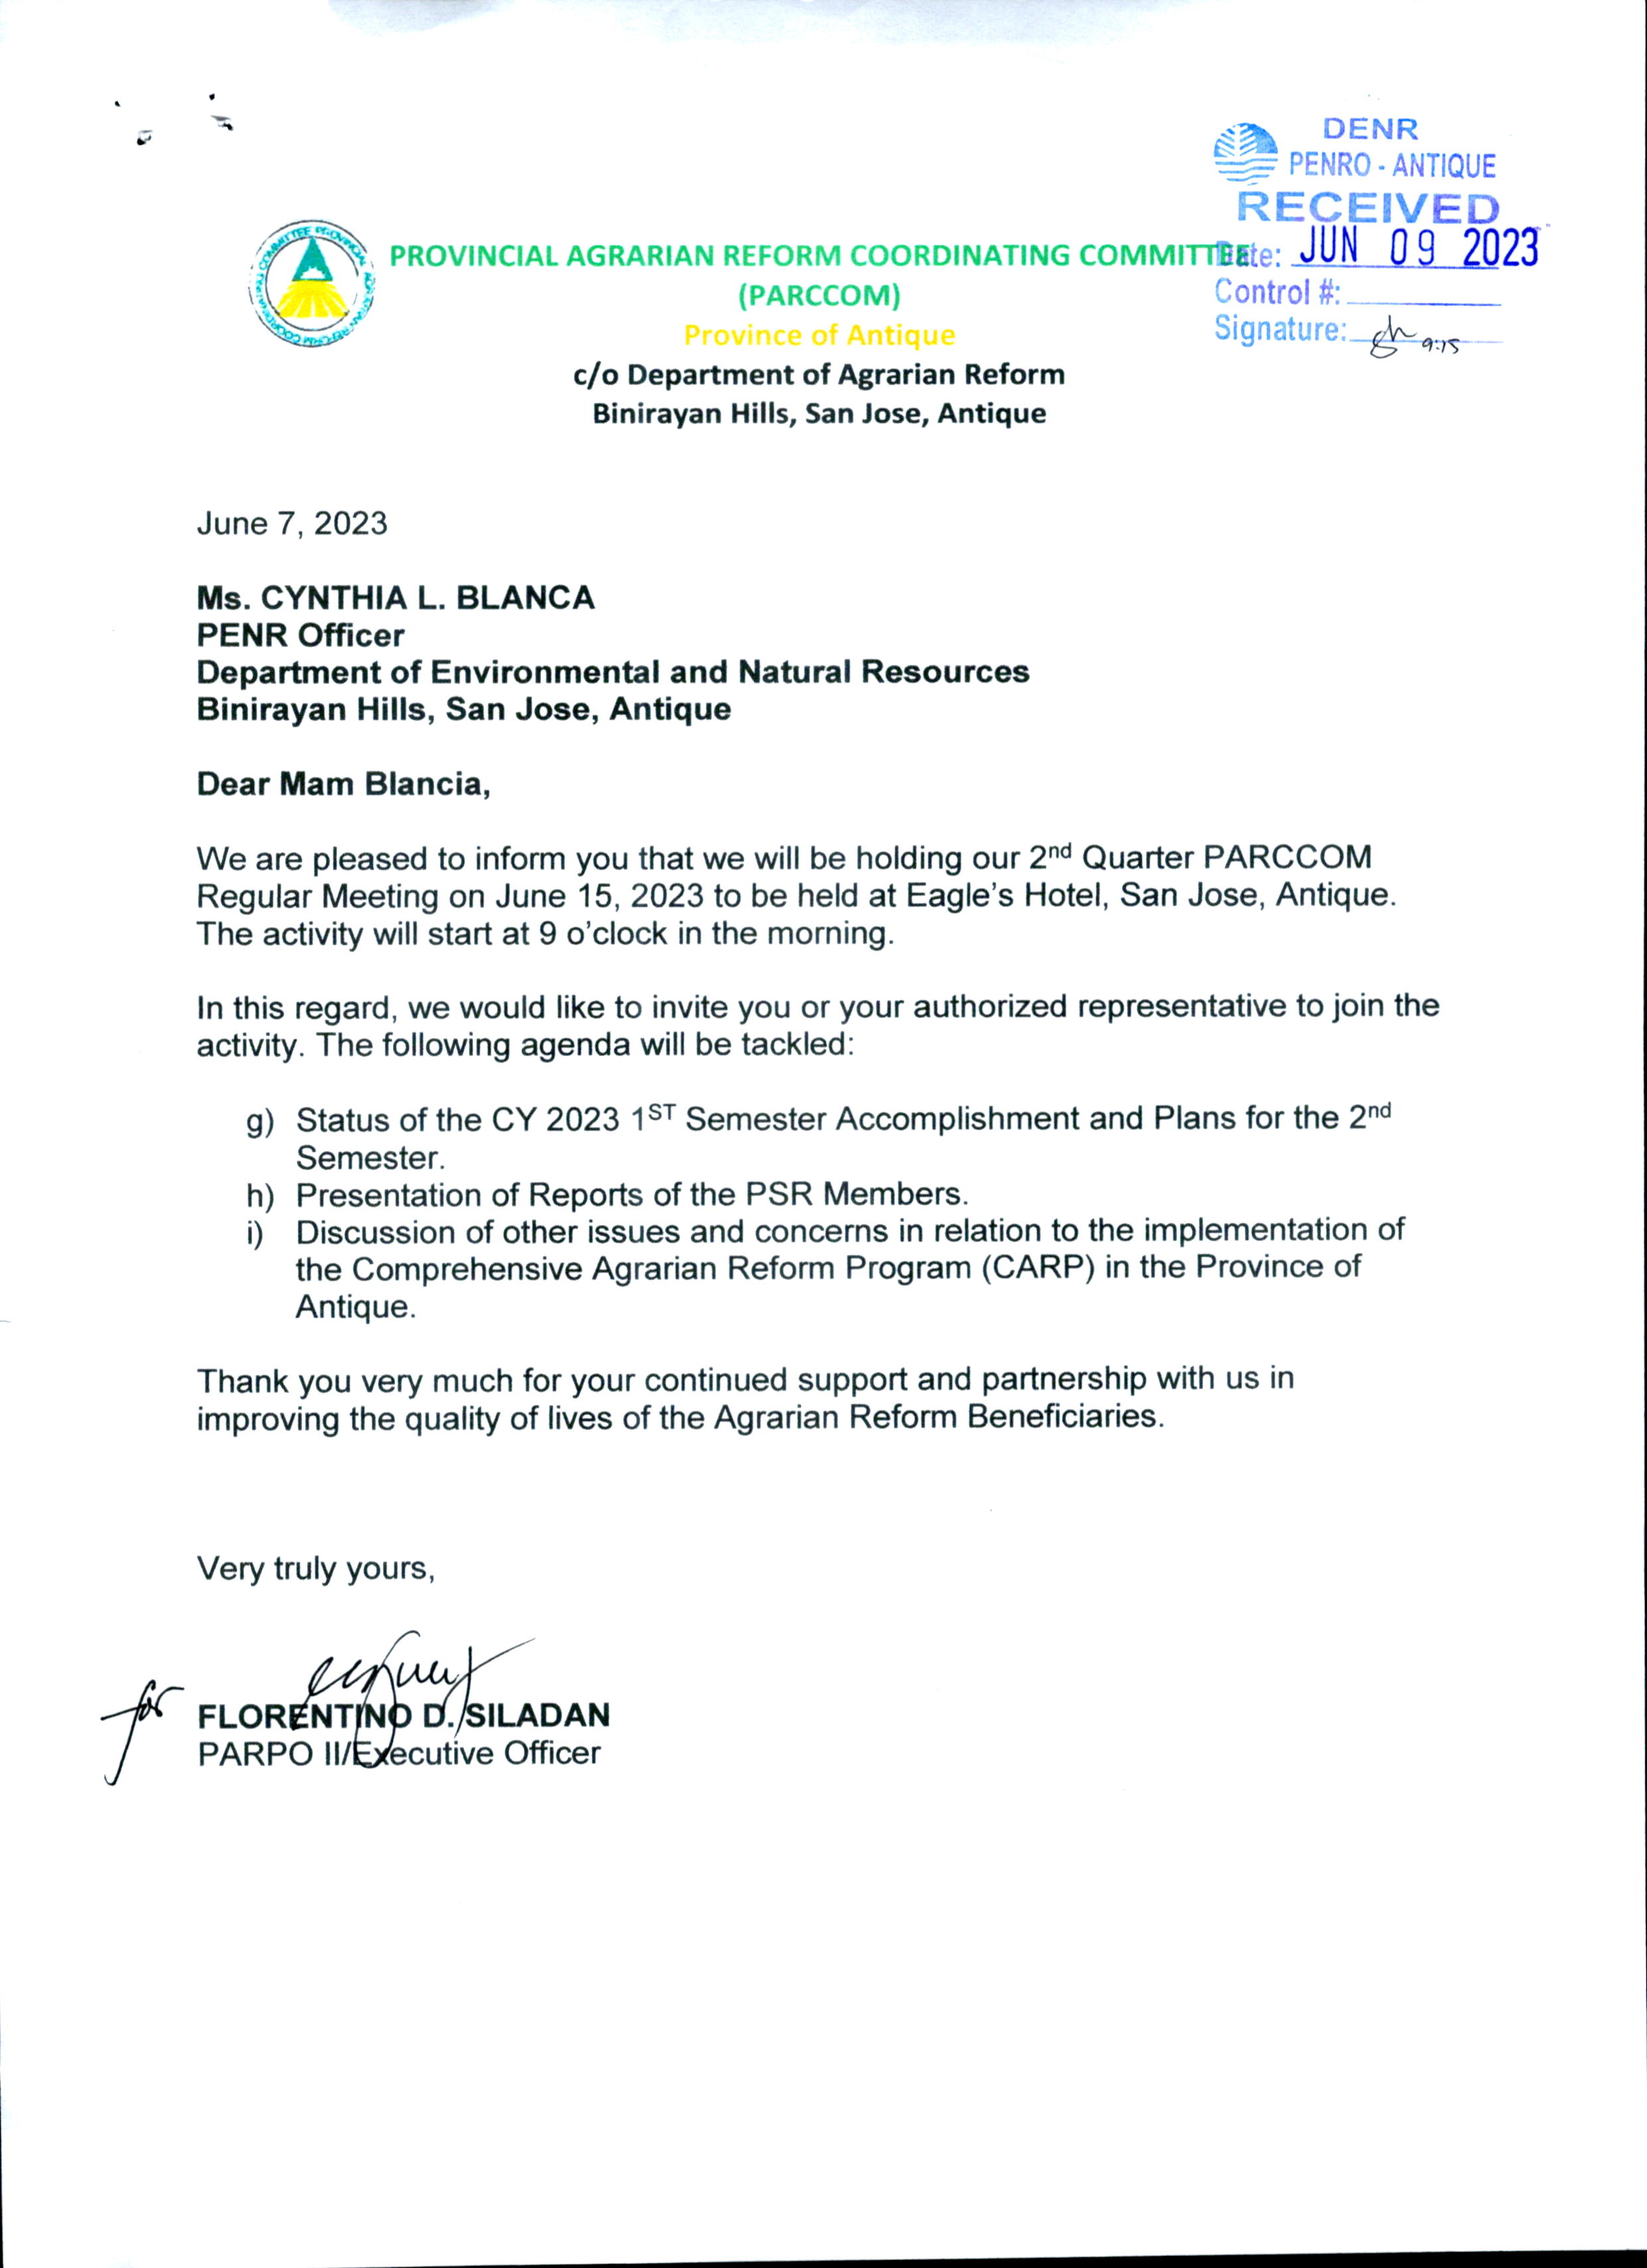 DENR
PENRO - ANTIQUE
RECEIVED
Date: JUN 09 2023
Control #:
Signature: 9:15
PROVINCIAL AGRARIAN REFORM COORDINATING COMMITTEE
(PARCCOM)
Province of Antique
c/o Department of Agrarian Reform
Binirayan Hills, San Jose, Antique
June 7, 2023
Ms. CYNTHIA L. BLANCA
PENR Officer
Department of Environmental and Natural Resources
Binirayan Hills, San Jose, Antique
Dear Mam Blancia,
We are pleased to inform you that we will be holding our 2nd Quarter PARCCOM
Regular Meeting on June 15, 2023 to be held at Eagle's Hotel, San Jose, Antique.
The activity will start at 9 o'clock in the morning.
In this regard, we would like to invite you or your authorized representative to join the
activity. The following agenda will be tackled:
g) Status of the CY 2023 1ST Semester Accomplishment and Plans for the 2nd
Semester.
h) Presentation of Reports of the PSR Members.
i) Discussion of other issues and concerns in relation to the implementation of
the Comprehensive Agrarian Reform Program (CARP) in the Province of
Antique.
Thank you very much for your continued support and partnership with us in
improving the quality of lives of the Agrarian Reform Beneficiaries.
Very truly yours,
for FLORENTINO D. SILADAN
PARPO II/Executive Officer